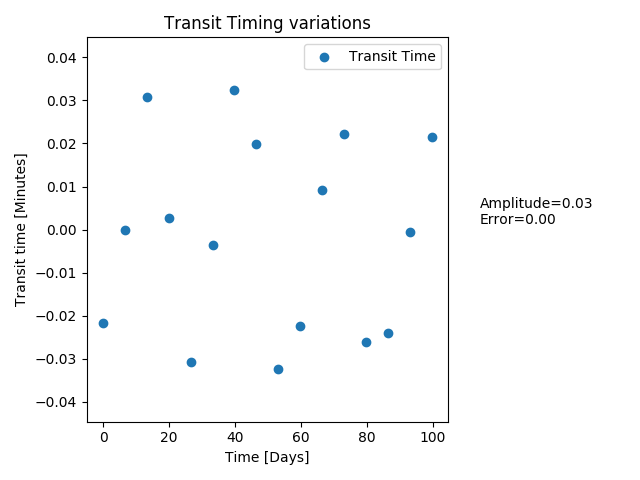 Transit Timing variations
Transit Time
Transit time [Minutes]
0.04
0.03
0.02
0.01
0.00
−0.01
−0.02
−0.03
−0.04
0 20 40 60 80 100
Time [Days]
Amplitude=0.03
Error=0.00